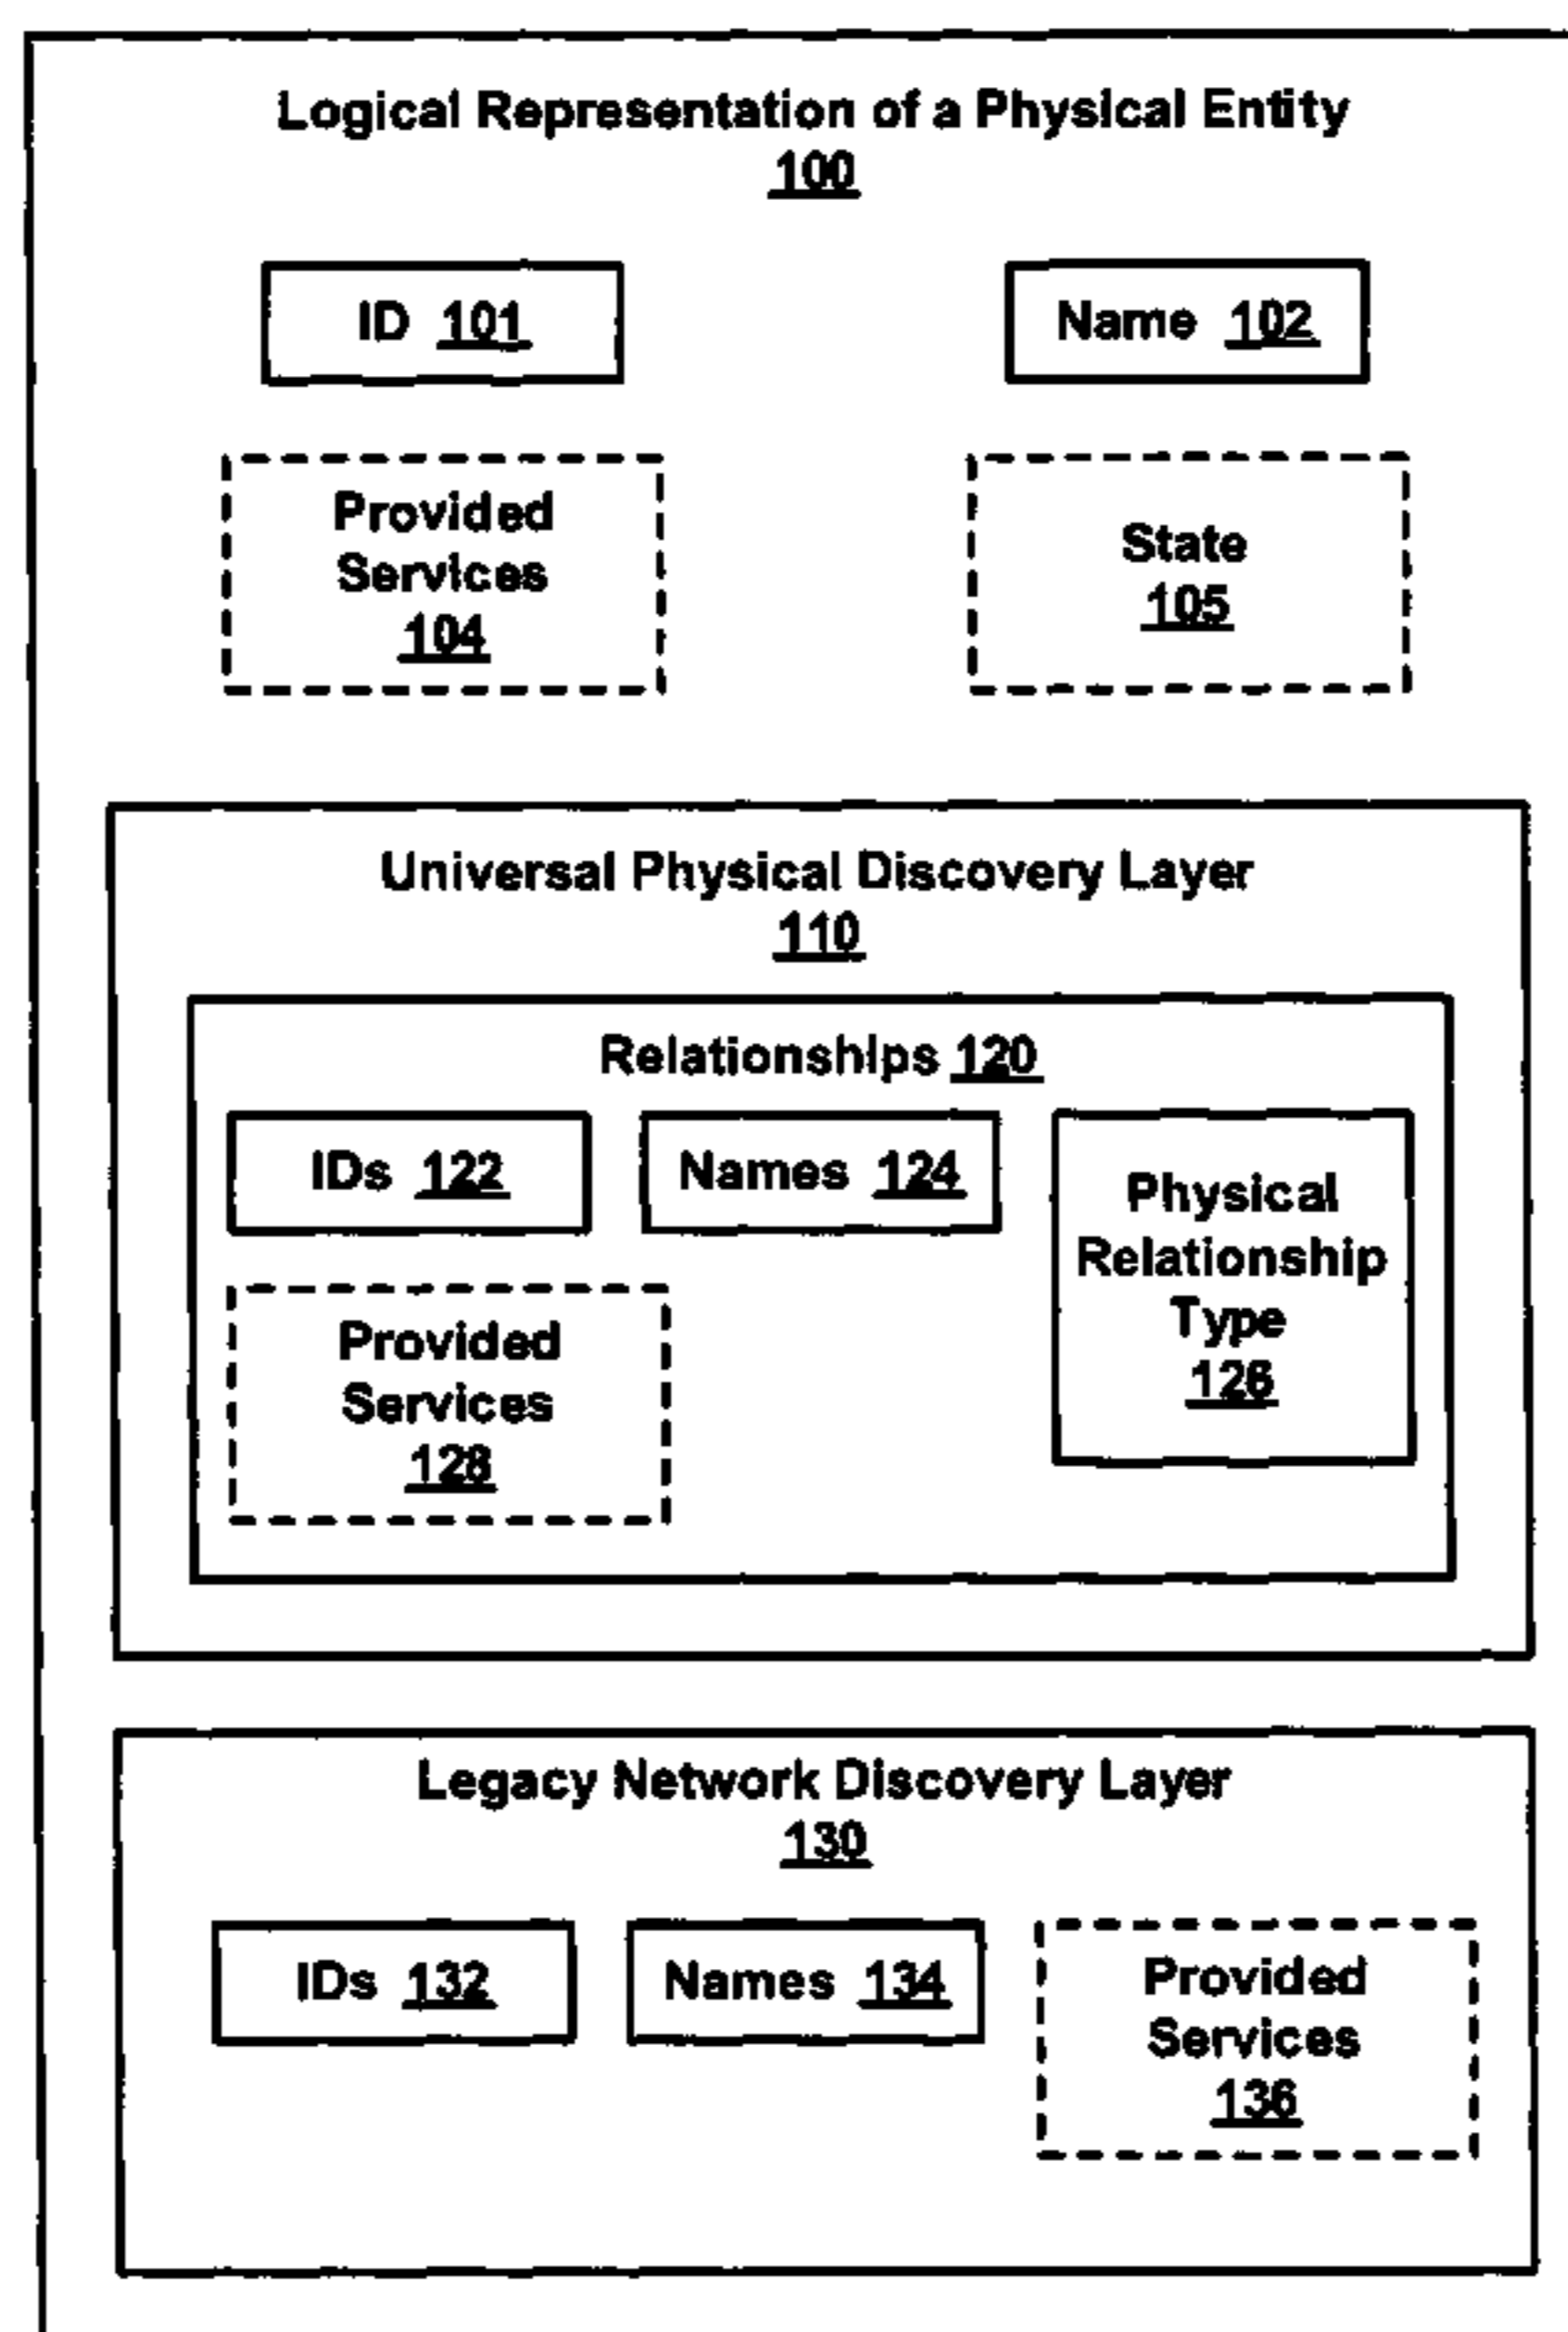 Logical Representation of a Physical Entity
100
ID 101
Name 102
Provided
Services
104
State
105
Universal Physical Discovery Layer
110
Relationships 120
IDs 122
Names 124
Physical
Relationship
Type
126
Provided
Services
128
Legacy Network Discovery Layer
130
IDs 132
Names 134
Provided
Services
136